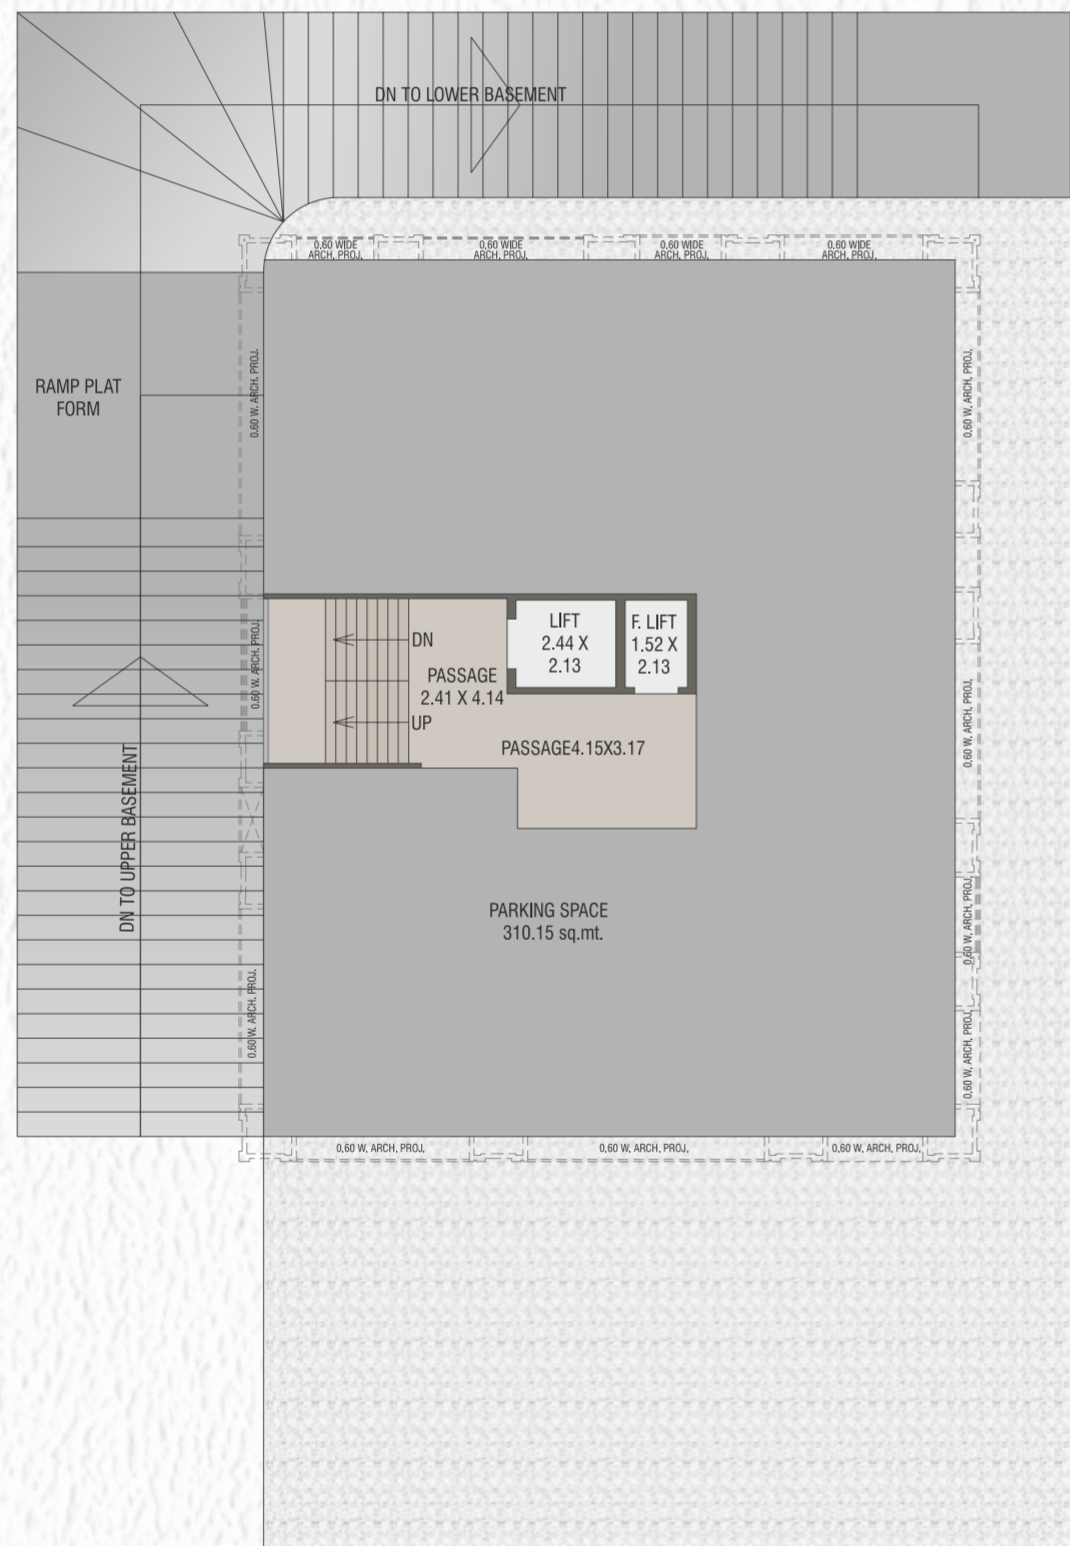 DN TO LOWER BASEMENT
0.60 WIDE
ARCH. PROJ.
0.60 WIDE
ARCH. PROJ.
0.60 WIDE
ARCH. PROJ.
0.60 WIDE
ARCH. PROJ.
RAMP PLAT
FORM
0.60 W. ARCH. PROJ.
0.60 W. ARCH. PROJ.
LIFT
2.44 X
2.13
F. LIFT
1.52 X
2.13
DN
PASSAGE
2.41 X 4.14
UP
0.60 W. ARCH. PROJ.
0.60 W. ARCH. PROJ.
PASSAGE4.15X3.17
DN TO UPPER BASEMENT
PARKING SPACE
310.15 sq.mt.
0.60 W. ARCH. PROJ.
0.60 W. ARCH. PROJ.
0.60 W. ARCH. PROJ.
0.60 W. ARCH. PROJ.
0.60 W. ARCH. PROJ.
0.60 W. ARCH. PROJ.